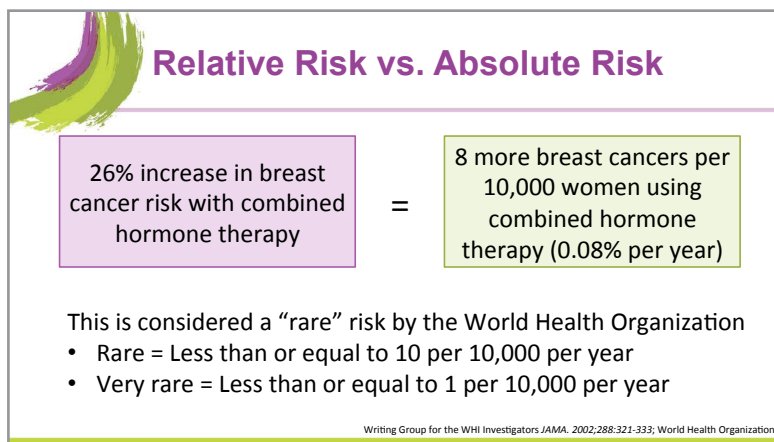 Relative Risk vs. Absolute Risk
26% increase in breast
cancer risk with combined
hormone therapy
=
8 more breast cancers per
10,000 women using
combined hormone
therapy (0.08% per year)
This is considered a “rare” risk by the World Health Organization
• Rare = Less than or equal to 10 per 10,000 per year
• Very rare = Less than or equal to 1 per 10,000 per year
Writing Group for the WHI Investigators JAMA. 2002;288:321-333; World Health Organization